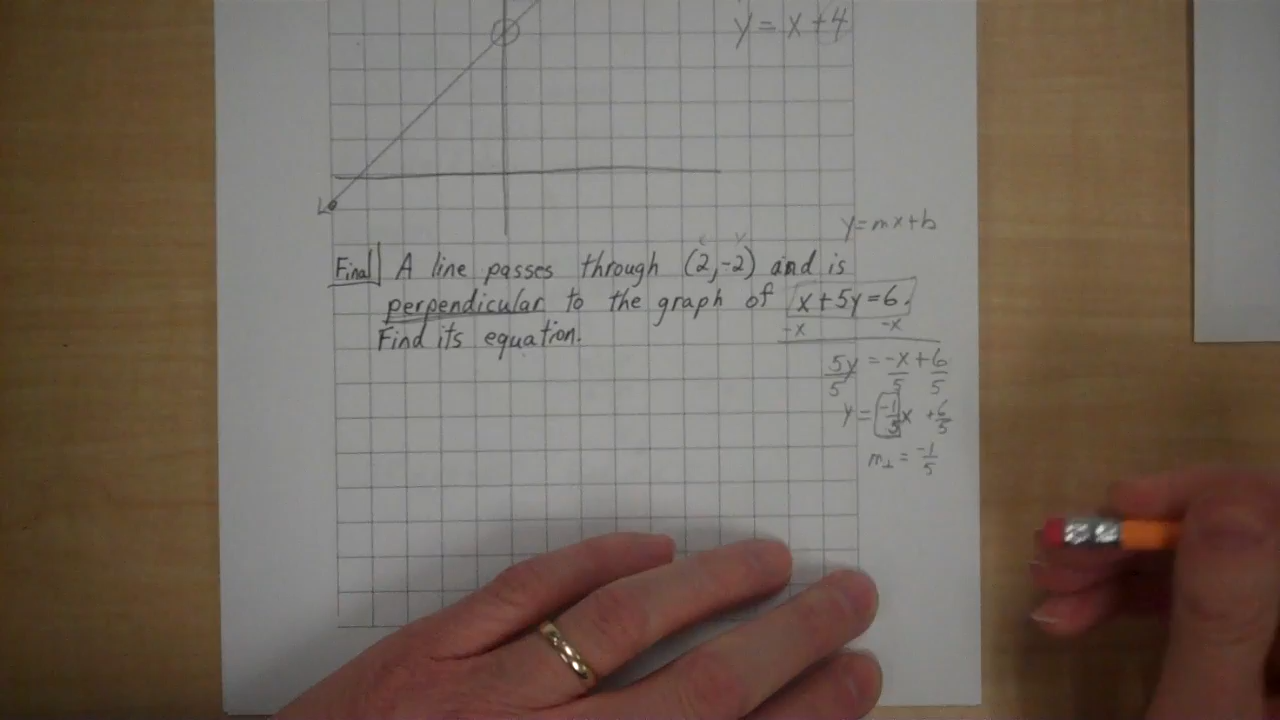 y = x + 4
y = mx + b
x y
Final A line passes through (2, -2) and is
perpendicular to the graph of x + 5y = 6.
Find its equation.
-x -x
5y/5 = -x/5 + 6/5
y = -1/5 x + 6/5
m⊥ = -1/5